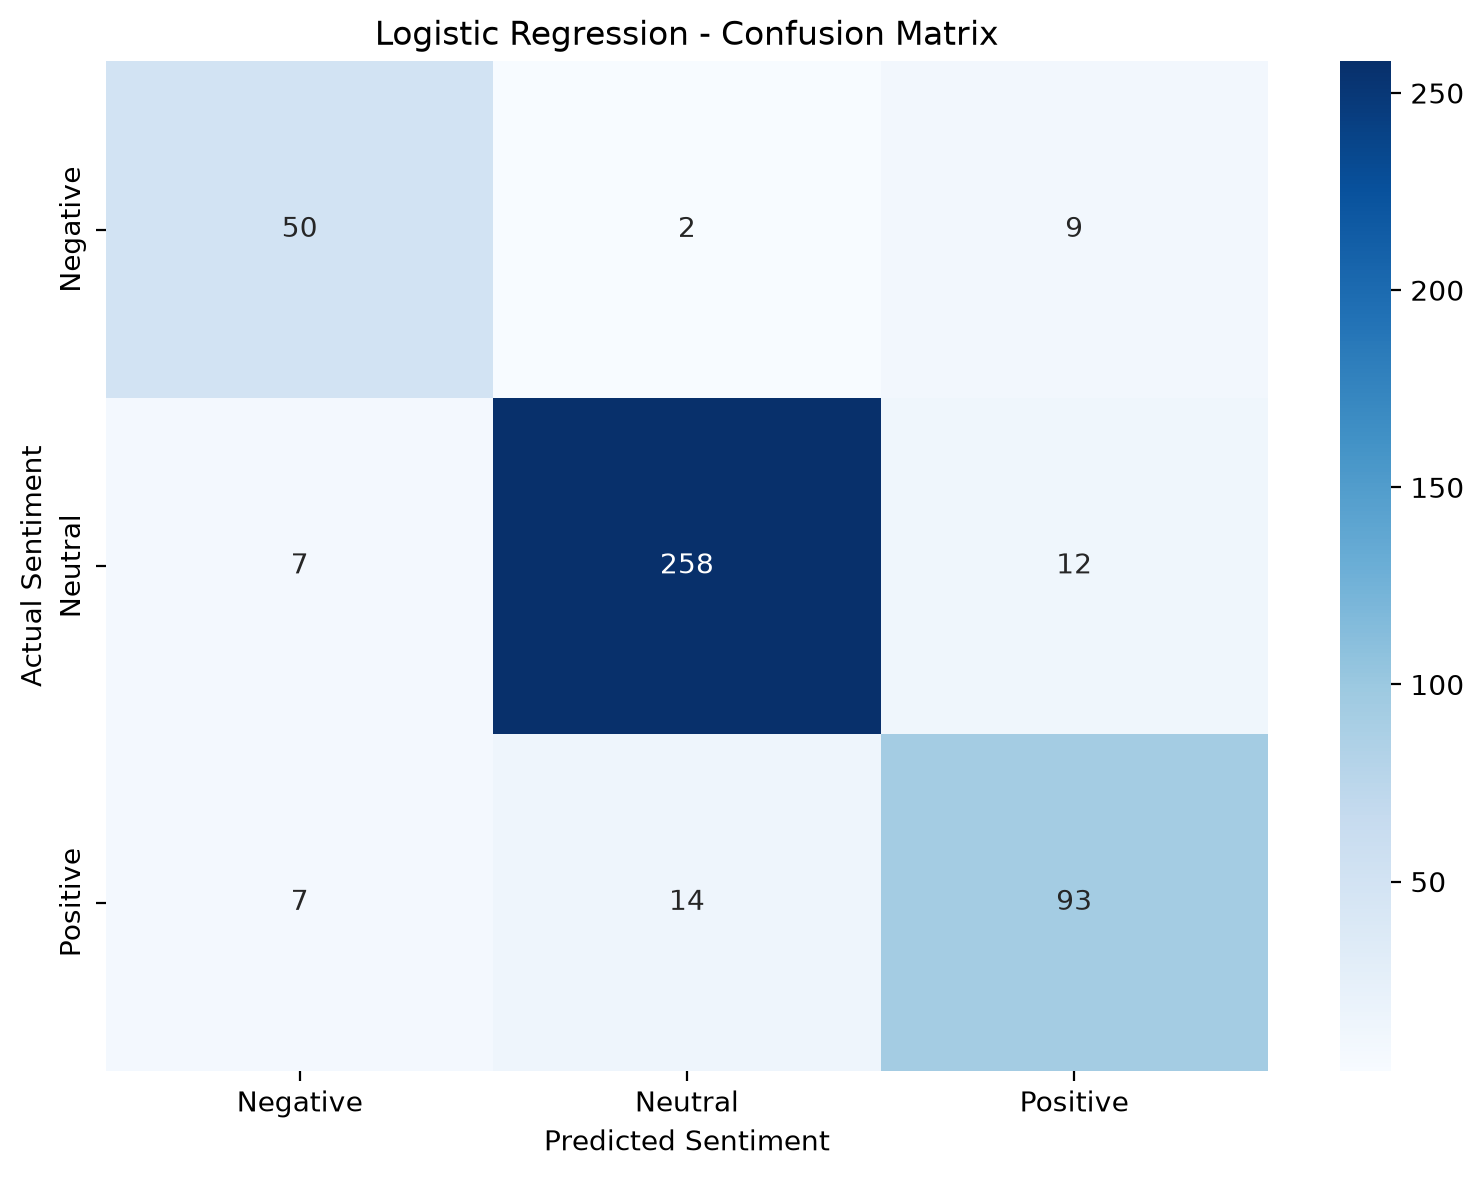 Logistic Regression - Confusion Matrix
Actual Sentiment
Negative
50 2 9
Neutral
7 258 12
Positive
7 14 93
Negative Neutral Positive
Predicted Sentiment
250
200
150
100
50